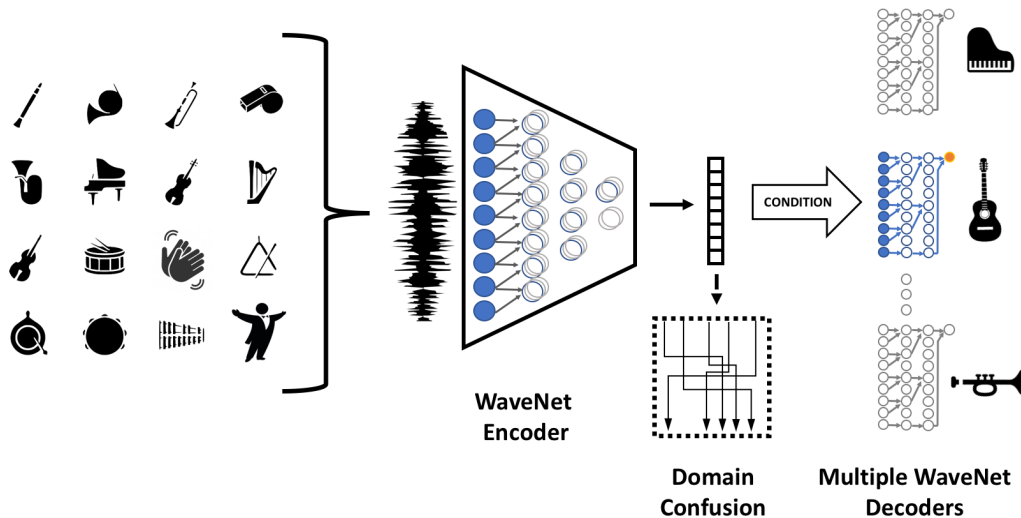 CONDITION
WaveNet
Encoder
Domain
Confusion
Multiple WaveNet
Decoders